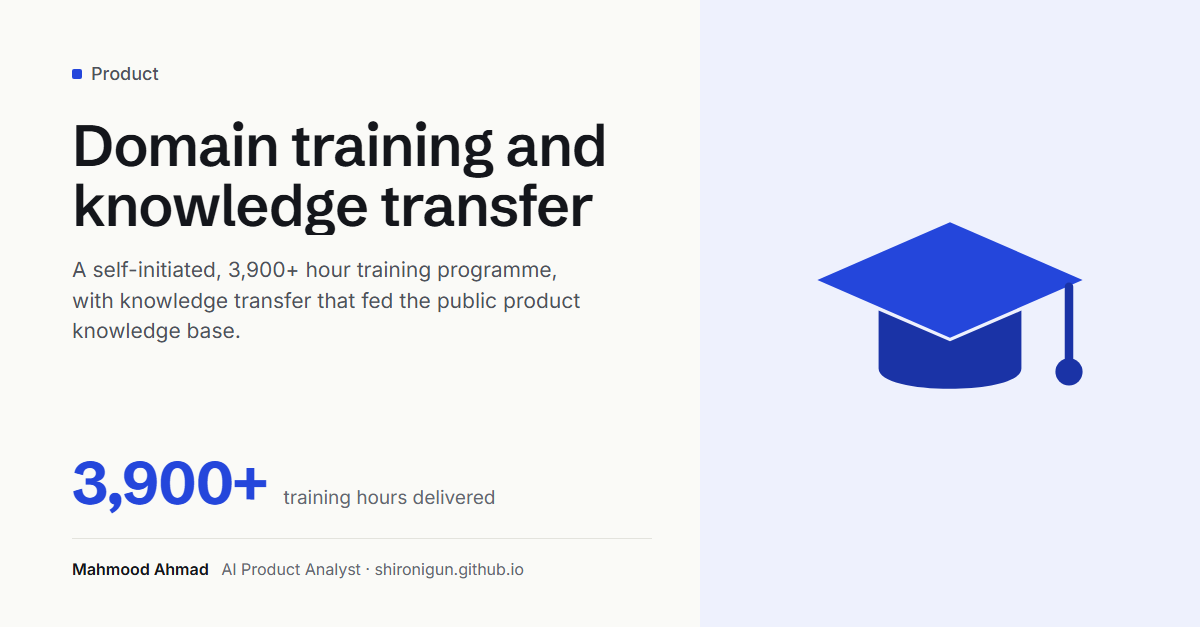 Product
Domain training and
knowledge transfer
A self-initiated, 3,900+ hour training programme,
with knowledge transfer that fed the public product
knowledge base.
3,900+ training hours delivered
Mahmood Ahmad AI Product Analyst · shironigun.github.io